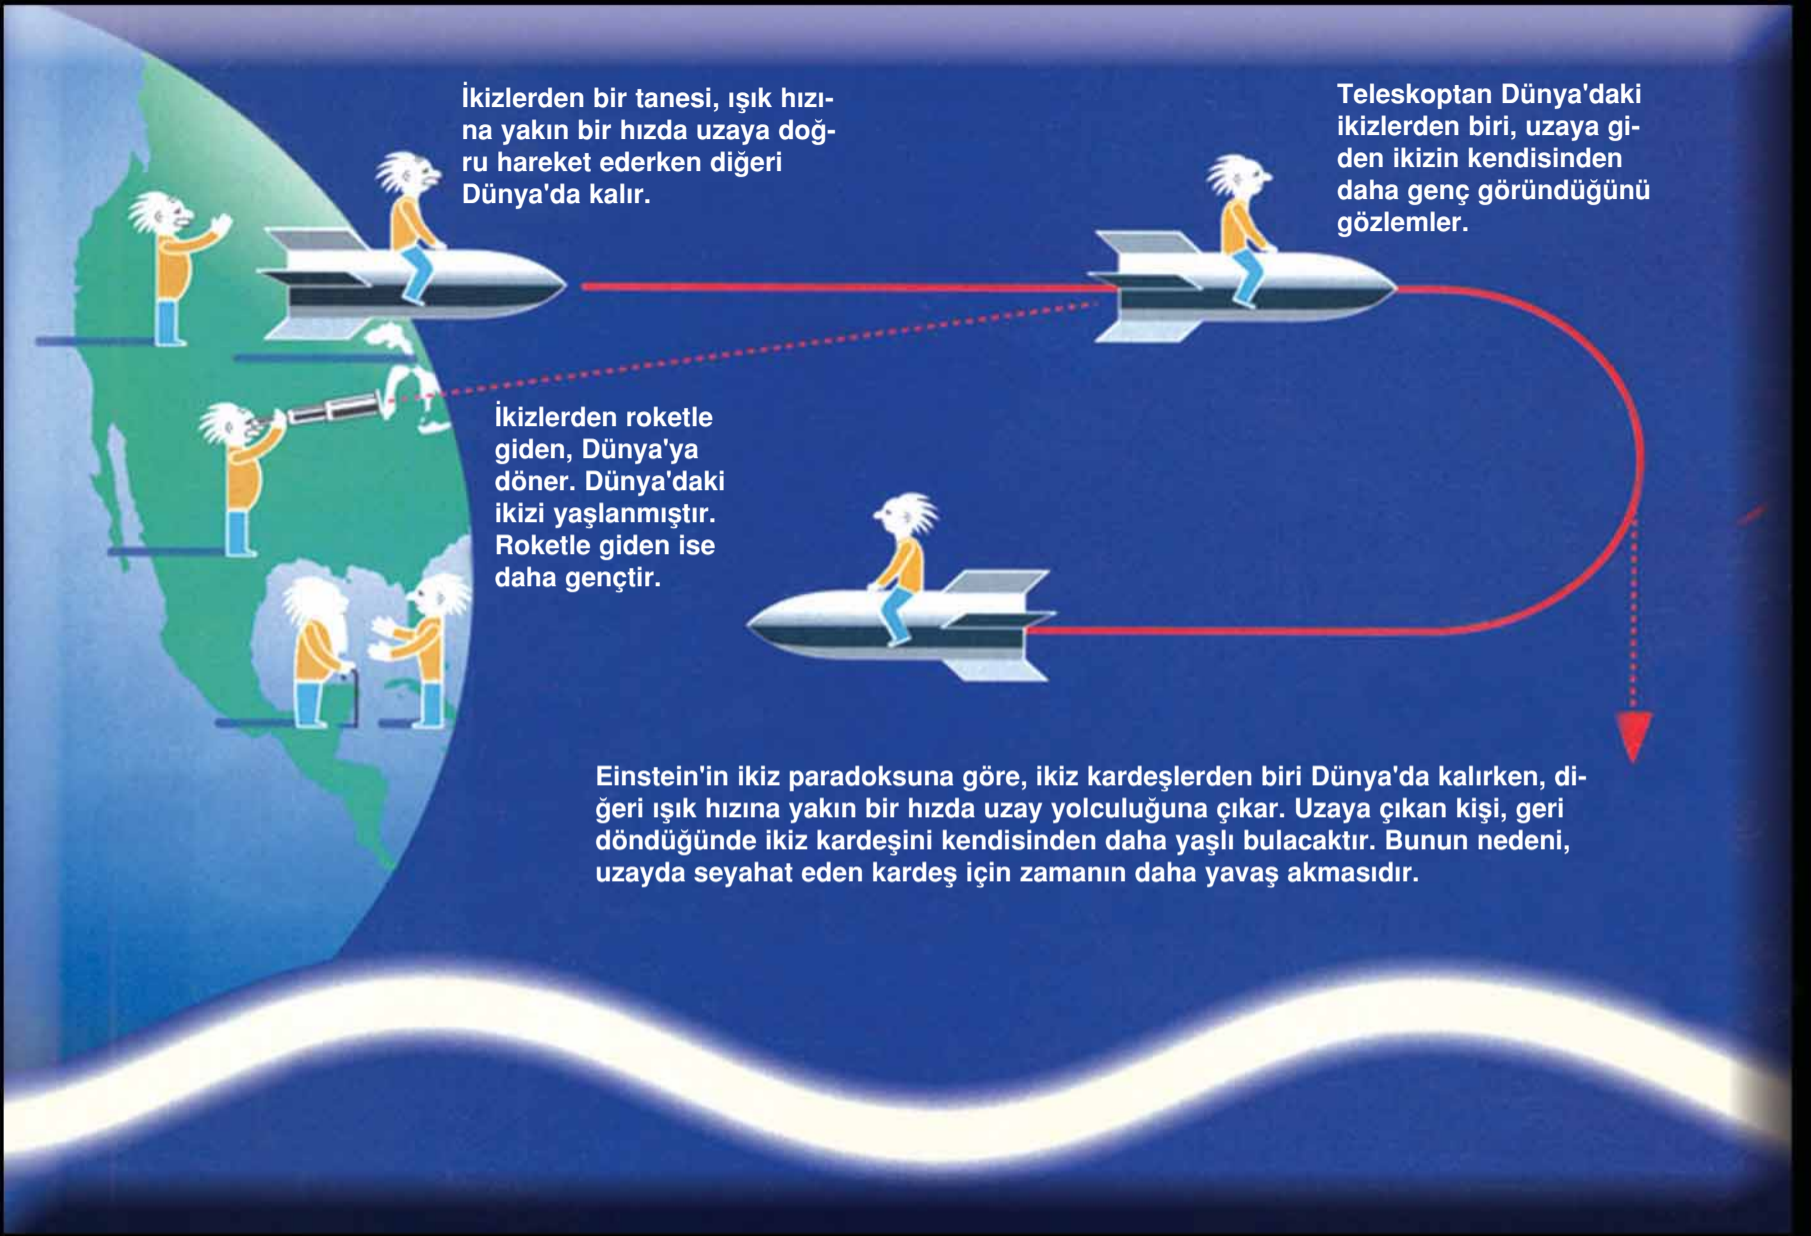 İkizlerden bir tanesi, ışık hızı-
na yakın bir hızda uzaya doğ-
ru hareket ederken diğeri
Dünya'da kalır.
Teleskoptan Dünya'daki
ikizlerden biri, uzaya gi-
den ikizin kendisinden
daha genç göründüğünü
gözlemler.
İkizlerden roketle
giden, Dünya'ya
döner. Dünya'daki
ikizi yaşlanmıştır.
Roketle giden ise
daha gençtir.
Einstein'in ikiz paradoksuna göre, ikiz kardeşlerden biri Dünya'da kalırken, di-
ğeri ışık hızına yakın bir hızda uzay yolculuğuna çıkar. Uzaya çıkan kişi, geri
döndüğünde ikiz kardeşini kendisinden daha yaşlı bulacaktır. Bunun nedeni,
uzayda seyahat eden kardeş için zamanın daha yavaş akmasıdır.